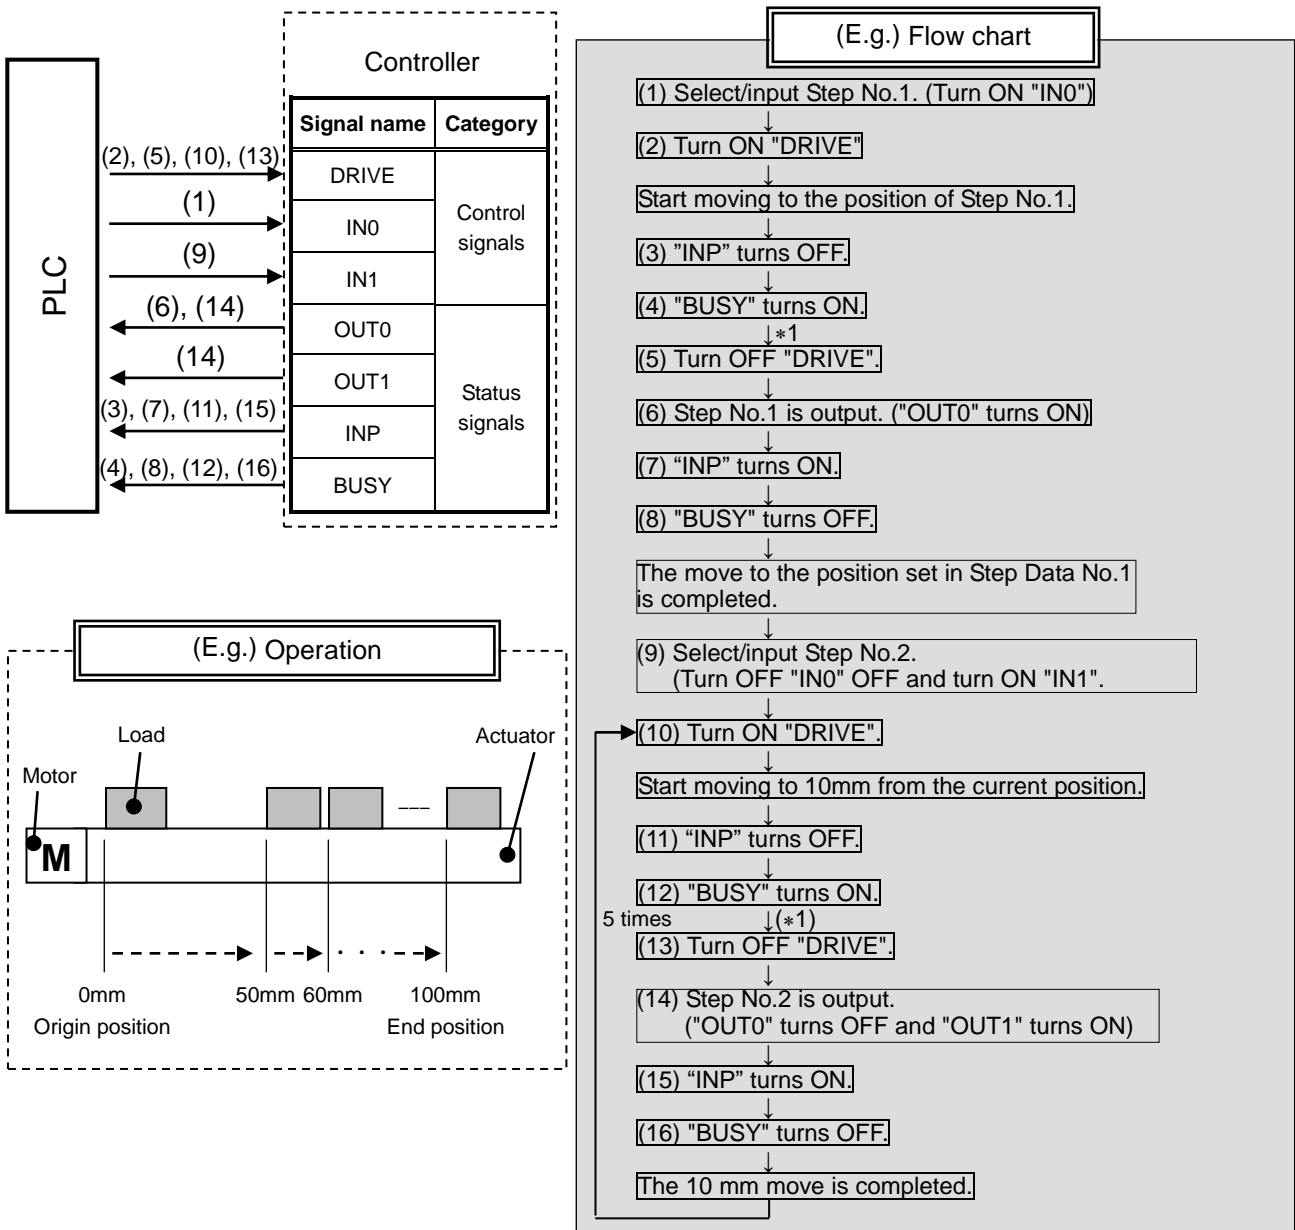 Controller
PLC
Signal name Category
DRIVE
IN0
IN1
Control
signals
OUT0
OUT1
INP
BUSY
Status
signals
(2), (5), (10), (13)
(1)
(9)
(6), (14)
(14)
(3), (7), (11), (15)
(4), (8), (12), (16)
(E.g.) Operation
Load
Actuator
Motor
M
0mm
50mm 60mm
100mm
Origin position
End position
(E.g.) Flow chart
(1) Select/input Step No.1. (Turn ON "IN0")
↓
(2) Turn ON "DRIVE"
↓
Start moving to the position of Step No.1.
↓
(3) "INP" turns OFF.
↓
(4) "BUSY" turns ON.
↓*1
(5) Turn OFF "DRIVE".
↓
(6) Step No.1 is output. ("OUT0" turns ON)
↓
(7) “INP” turns ON.
↓
(8) "BUSY" turns OFF.
↓
The move to the position set in Step Data No.1
is completed.
↓
(9) Select/input Step No.2.
(Turn OFF "IN0" OFF and turn ON "IN1".
↓
(10) Turn ON "DRIVE".
↓
Start moving to 10mm from the current position.
↓
(11) “INP” turns OFF.
↓
(12) "BUSY" turns ON.
5 times
↓(*1)
(13) Turn OFF "DRIVE".
↓
(14) Step No.2 is output.
("OUT0" turns OFF and "OUT1" turns ON)
↓
(15) “INP” turns ON.
↓
(16) "BUSY" turns OFF.
↓
The 10 mm move is completed.